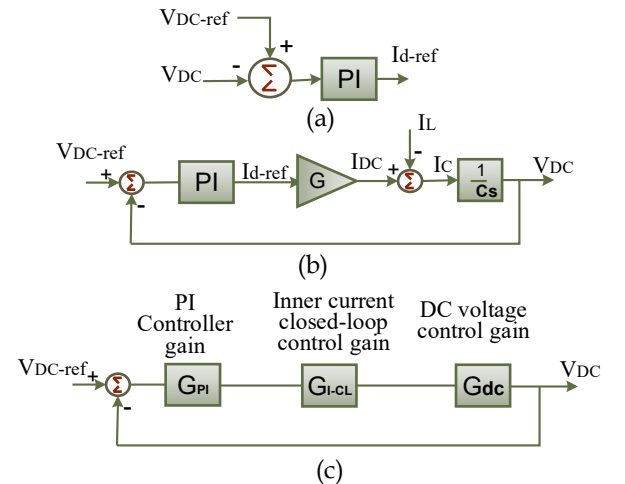 VDC-ref
+
-
VDC
Σ
PI
Id-ref
(a)
IL
-
VDC-ref
+
Σ
-
PI
Id-ref
G
IDC
+
Σ
IC
1
Cs
VDC
(b)
PI
Controller
gain
Inner current
closed-loop
control gain
DC voltage
control gain
VDC-ref
+
Σ
-
GPI
GI-CL
Gdc
VDC
(c)